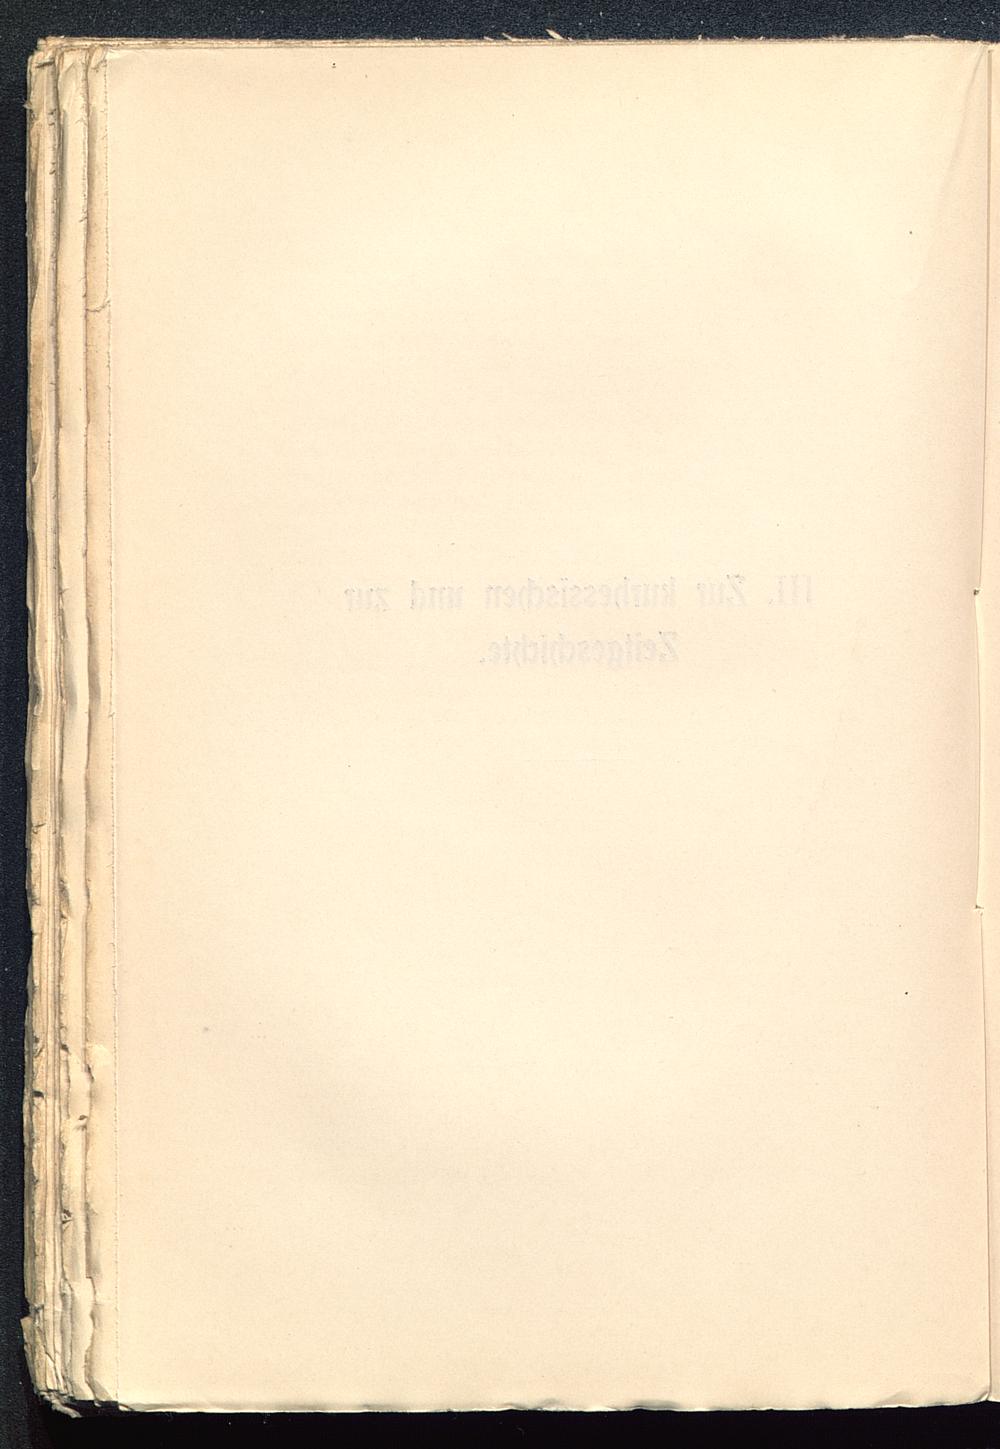 III. Zur kurhessischen und zur
Zeitgeschichte.